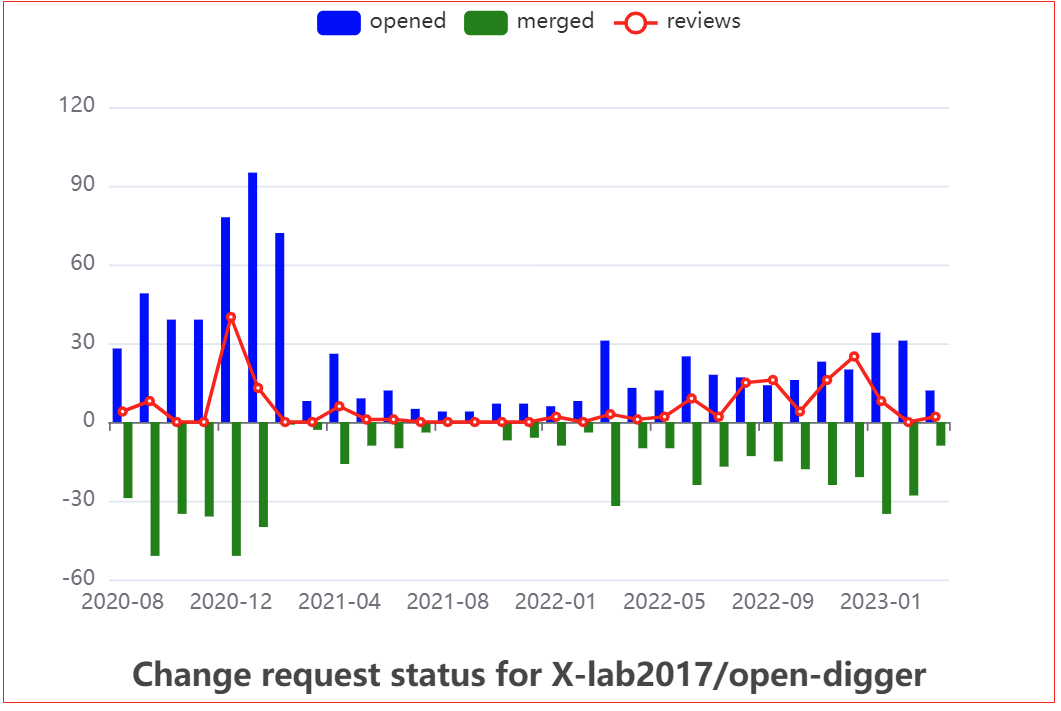 opened merged reviews
120
90
60
30
0
-30
-60
2020-08 2020-12 2021-04 2021-08 2022-01 2022-05 2022-09 2023-01
Change request status for X-lab2017/open-digger